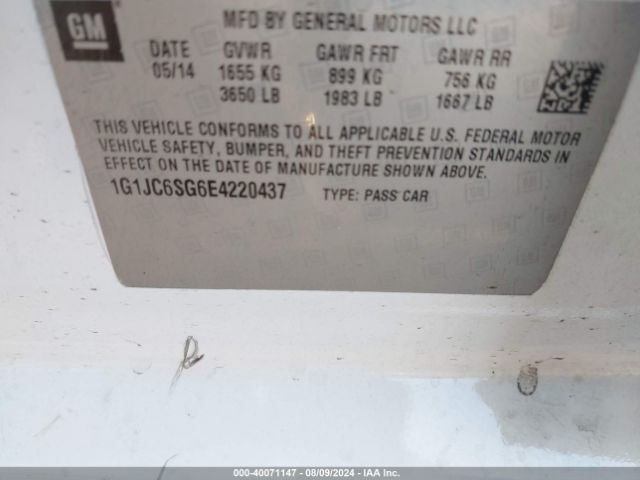 GM
MFD BY GENERAL MOTORS LLC
DATE GVWR GAWR FRT GAWR RR
05/14 1655 KG 899 KG 756 KG
3650 LB 1983 LB 1667 LB
THIS VEHICLE CONFORMS TO ALL APPLICABLE U.S. FEDERAL MOTOR
VEHICLE SAFETY, BUMPER, AND THEFT PREVENTION STANDARDS IN
EFFECT ON THE DATE OF MANUFACTURE SHOWN ABOVE.
1G1JC6SG6E4220437 TYPE: PASS CAR
000-40071147 - 08/09/2024 - IAA Inc.